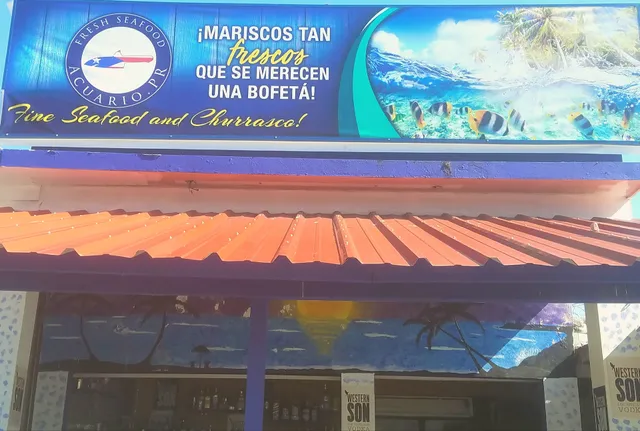 FRESH SEAFOOD
ACUARIO.PR
¡MARISCOS TAN
frescos
QUE SE MERECEN
UNA BOFETÁ!
Fine Seafood and Churrasco!
WESTERN
SON
WESTERN
SON
VODKA